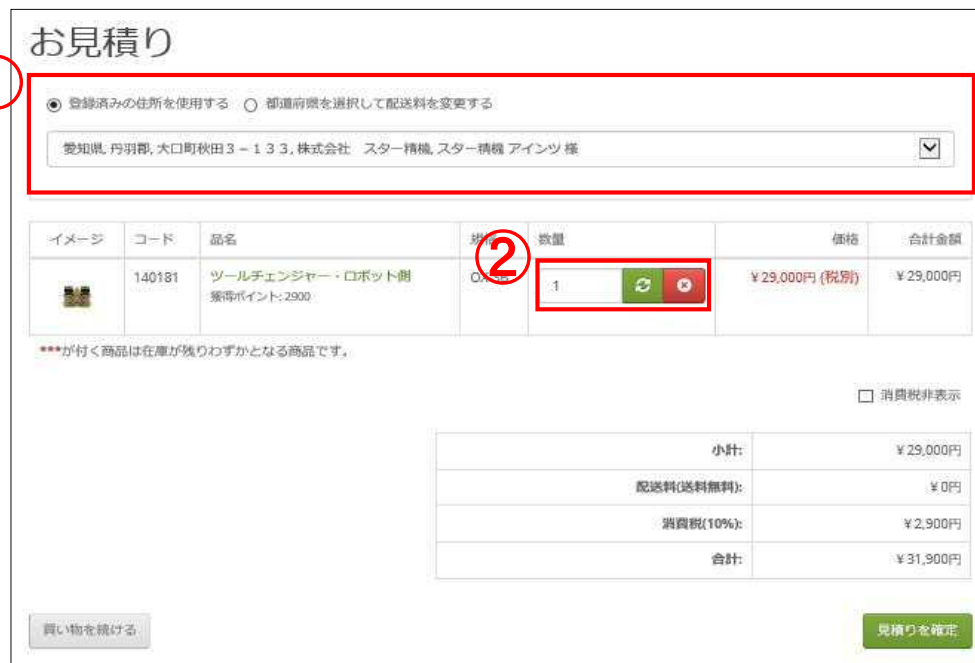 お見積り
登録済みの住所を使用する 都道府県を選択して配送料を変更する
愛知県, 丹羽郡, 大口町秋田3－133, 株式会社 スター精機, スター精機 アインツ 様
イメージ コード 品名 数量 価格 合計金額
②
140181 ツールチェンジャー・ロボット側 1 ¥29,000円 (税別) ¥29,000円
獲得ポイント: 2900
***が付く商品は在庫が残りわずかとなる商品です。
消費税非表示
小計: ¥29,000円
配送料(送料無料): ¥0円
消費税(10%): ¥2,900円
合計: ¥31,900円
買い物を続ける 見積りを確定